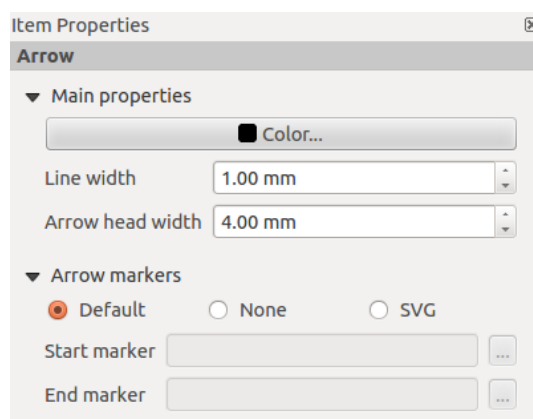 Item Properties
Arrow
Main properties
Color...
Line width 1.00 mm
Arrow head width 4.00 mm
Arrow markers
Default None SVG
Start marker ...
End marker ...